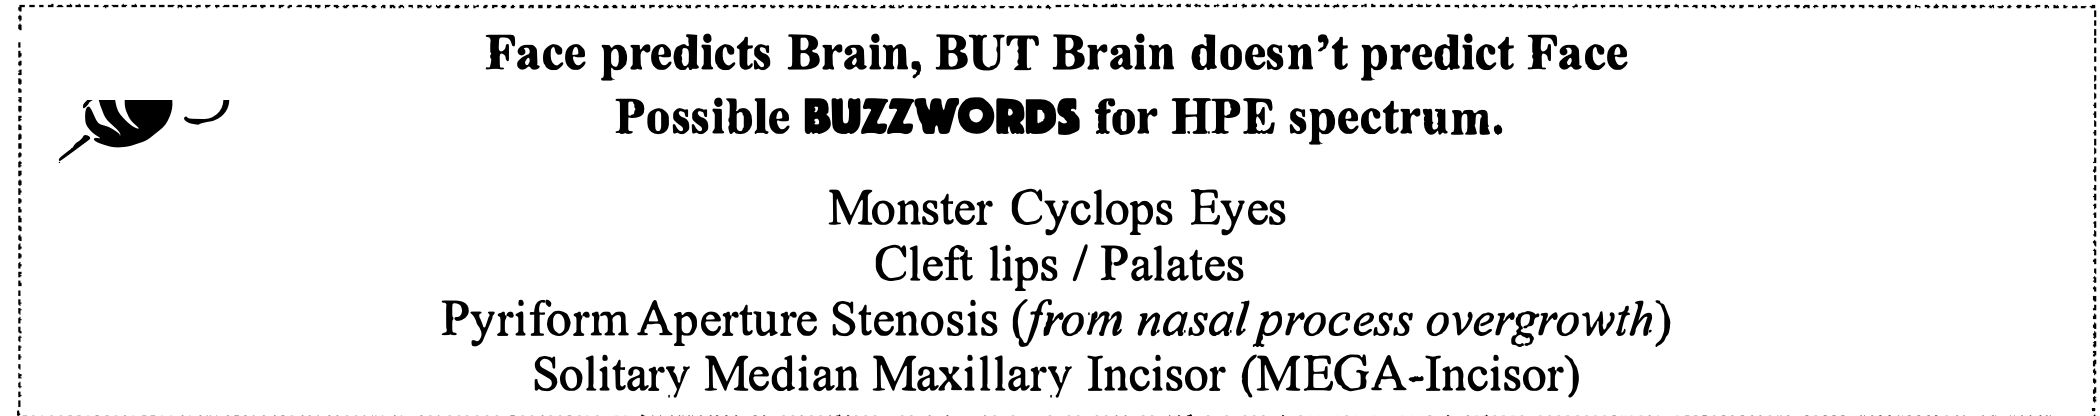 Face predicts Brain, BUT Brain doesn't predict Face
Possible BUZZWORDS for HPE spectrum.
Monster Cyclops Eyes
Cleft lips / Palates
Pyriform Aperture Stenosis (from nasal process overgrowth)
Solitary Median Maxillary Incisor (MEGA-Incisor)